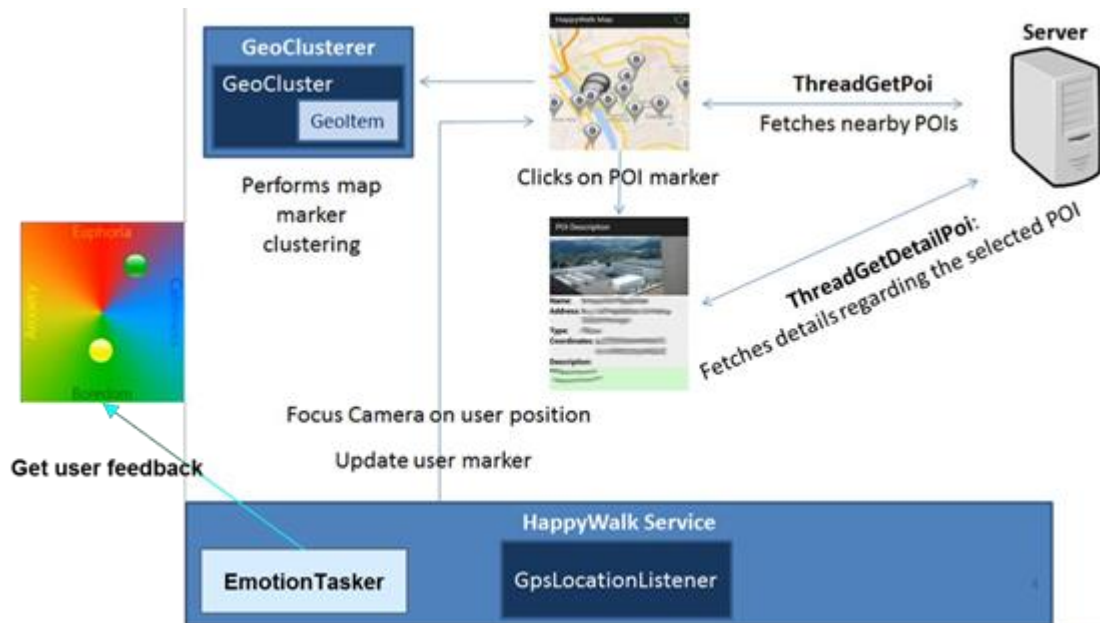 GeoClusterer
GeoCluster
GeoItem
Performs map
marker
clustering
HappyWalk Map
Clicks on POI marker
ThreadGetPoi
Fetches nearby POIs
Server
POI Description
Name:
Address:
Type:
Coordinates:
Description:
ThreadGetDetailPoi:
Fetches details regarding the selected POI
Euphoria
Anxiety
Calmness
Boredom
Get user feedback
Focus Camera on user position
Update user marker
HappyWalk Service
EmotionTasker
GpsLocationListener
4